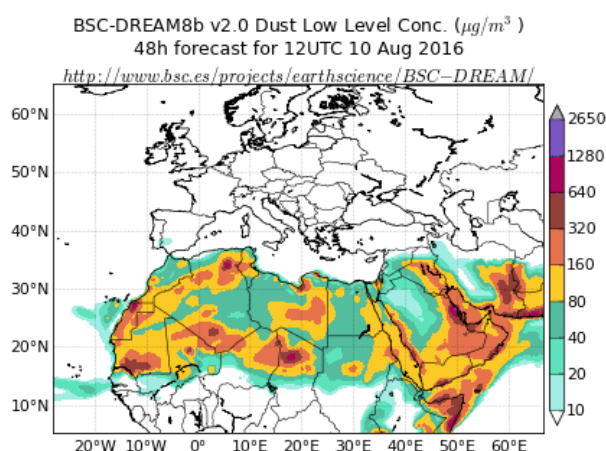 BSC-DREAM8b v2.0 Dust Low Level Conc. (μg/m³ )
48h forecast for 12UTC 10 Aug 2016
http://www.bsc.es/projects/earthscience/BSC−DREAM/
60°N
50°N
40°N
30°N
20°N
10°N
20°W 10°W 0° 10°E 20°E 30°E 40°E 50°E 60°E
2650
1280
640
320
160
80
40
20
10